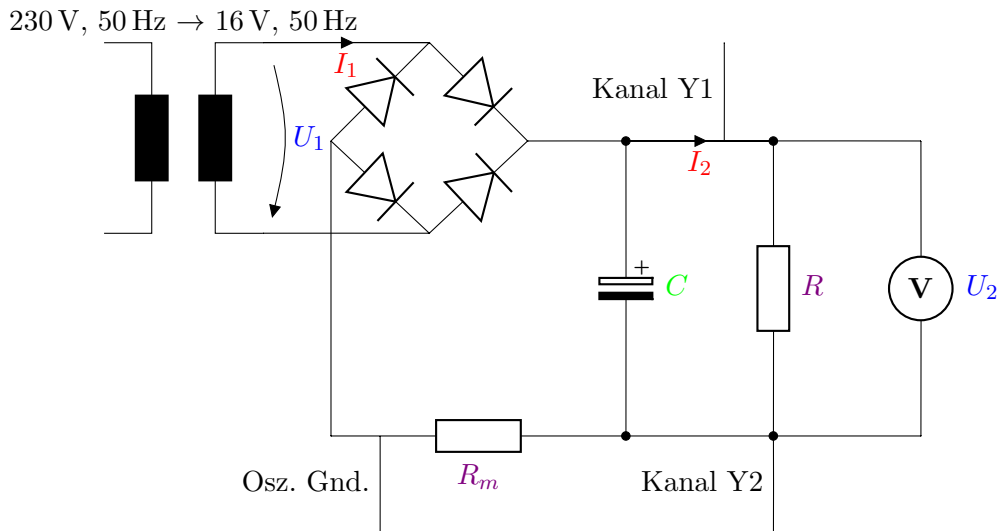 230 V, 50 Hz → 16 V, 50 Hz
I₁
Kanal Y1
U₁
I₂
+
C
R
V
U₂
Osz. Gnd.
Rₘ
Kanal Y2